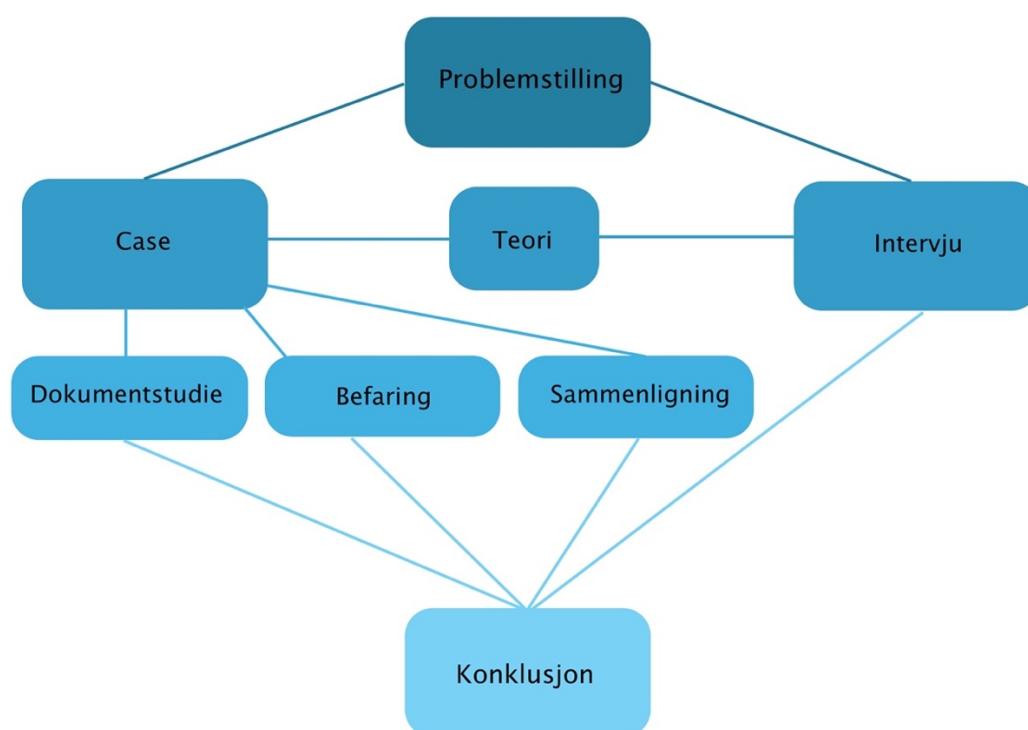 Problemstilling
Case
Teori
Intervju
Dokumentstudie
Befaring
Sammenligning
Konklusjon